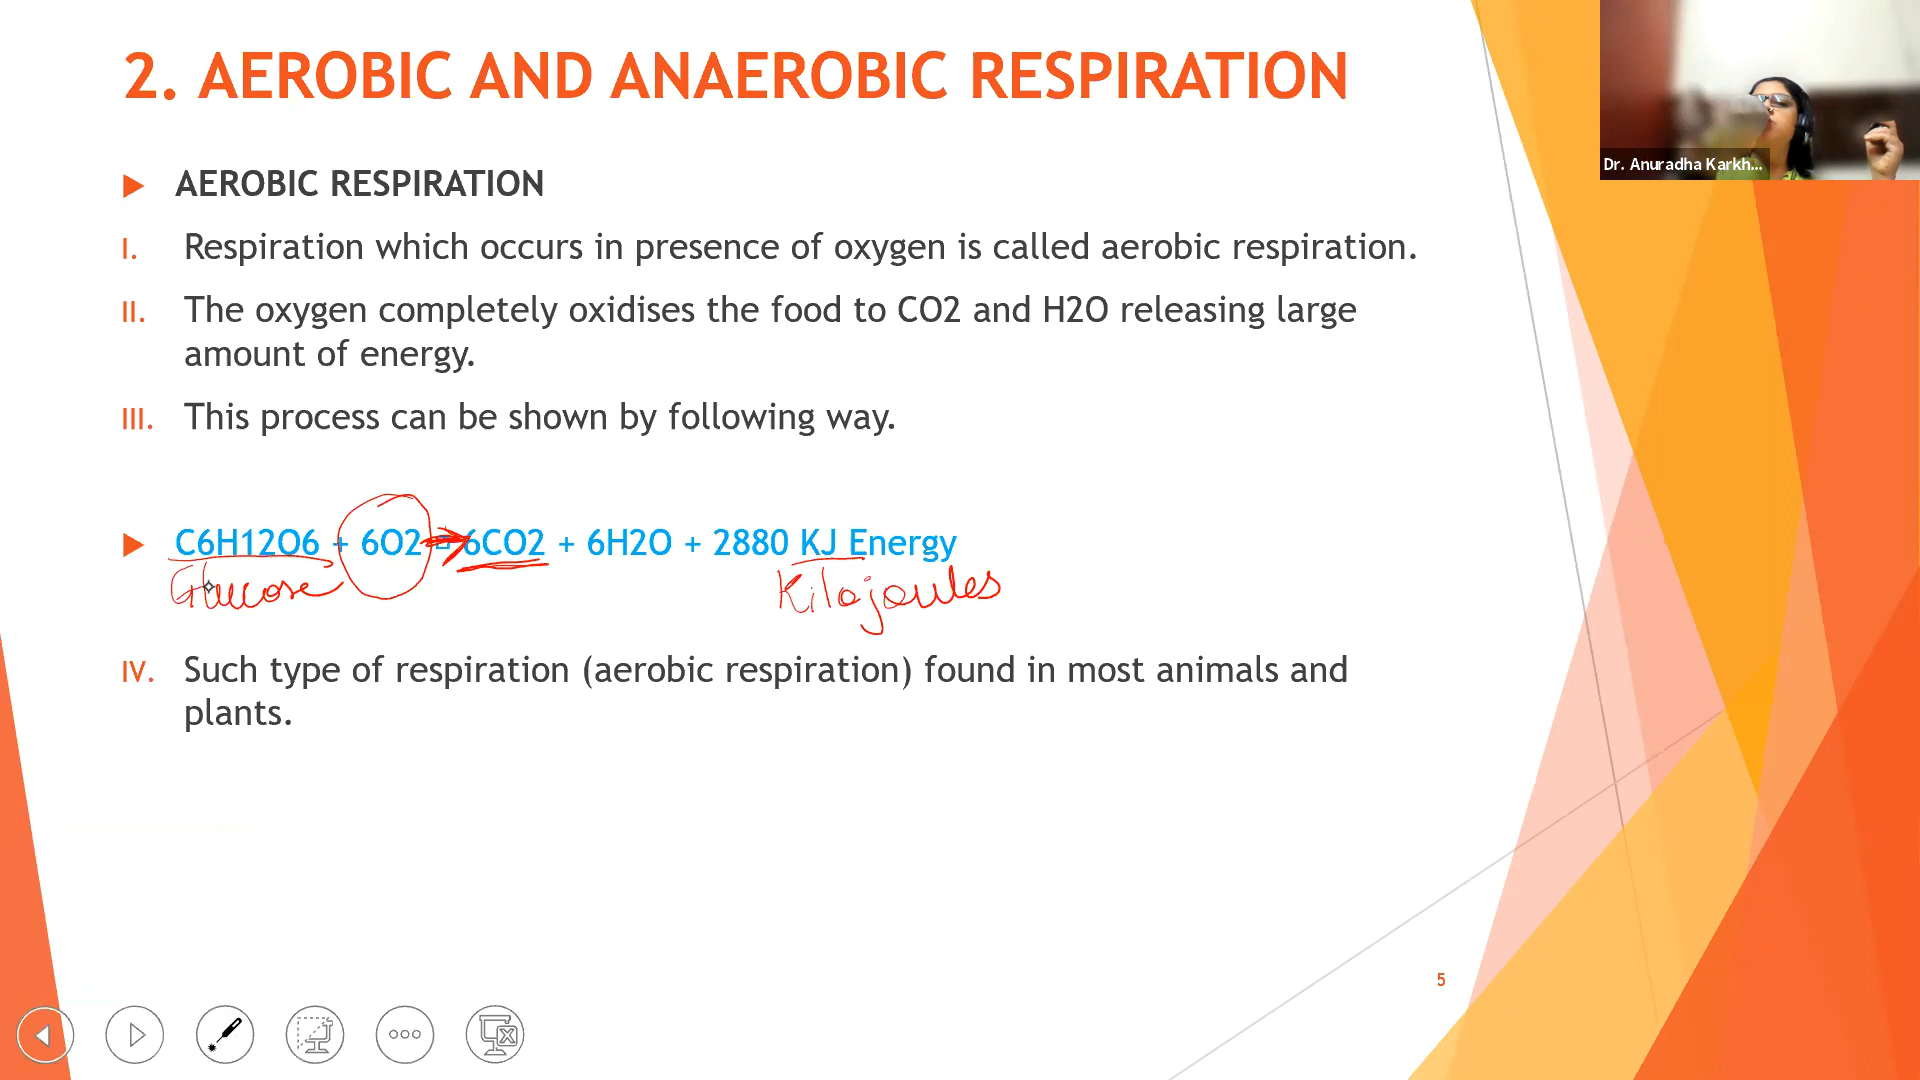 2. AEROBIC AND ANAEROBIC RESPIRATION
Dr. Anuradha Karkh...
AEROBIC RESPIRATION
I. Respiration which occurs in presence of oxygen is called aerobic respiration.
II. The oxygen completely oxidises the food to CO2 and H2O releasing large
amount of energy.
III. This process can be shown by following way.
C6H12O6 + 6O2 → 6CO2 + 6H2O + 2880 KJ Energy
Glucose Kilojoules
IV. Such type of respiration (aerobic respiration) found in most animals and
plants.
5